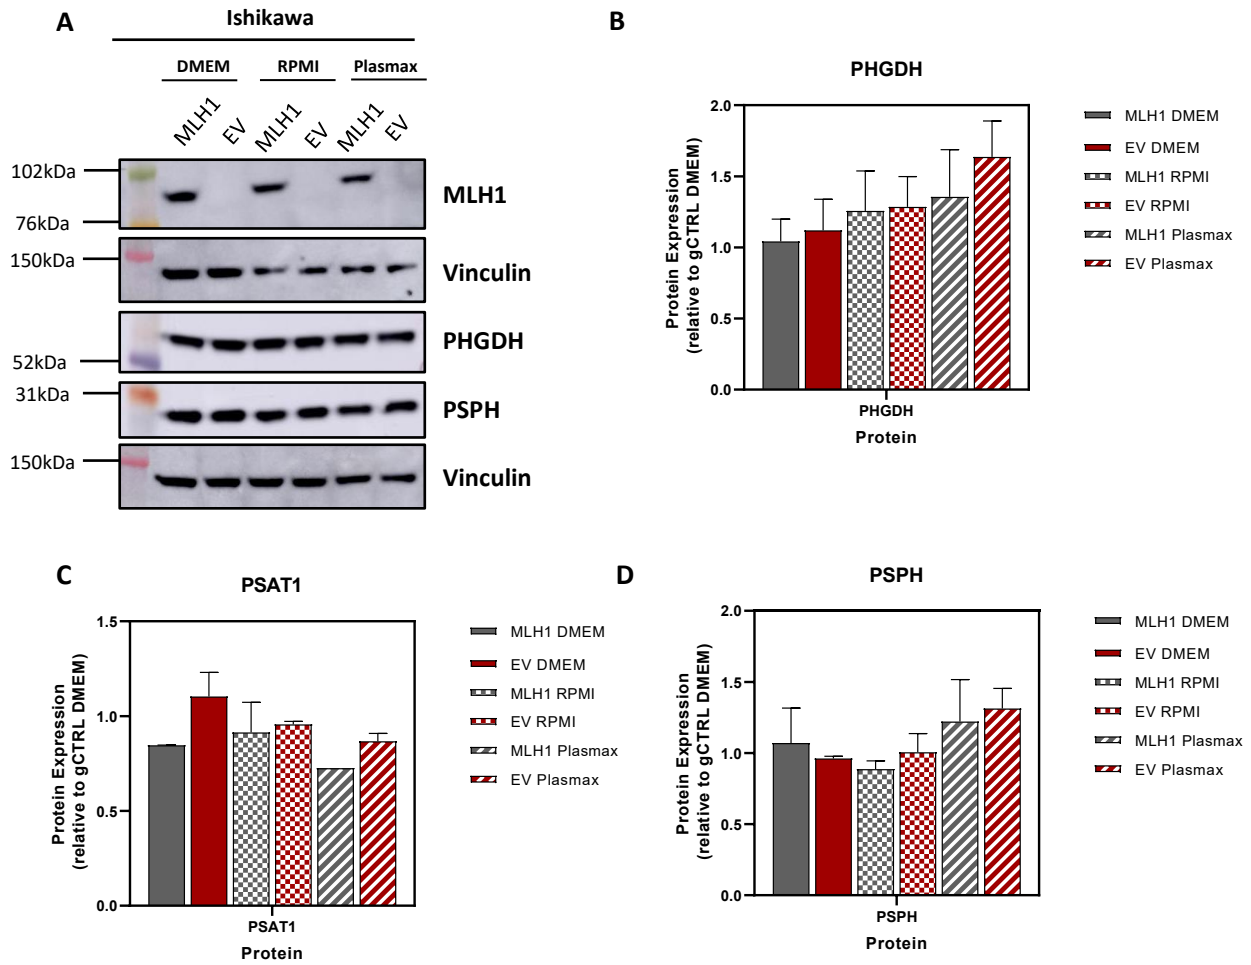 A
Ishikawa
DMEM RPMI Plasmax
MLH1 EV MLH1 EV MLH1 EV
102kDa
MLH1
76kDa
150kDa
Vinculin
PHGDH
52kDa
31kDa
PSPH
150kDa
Vinculin
B
PHGDH
Protein Expression
(relative to gCTRL DMEM)
2.0
1.5
1.0
0.5
0.0
PHGDH
Protein
MLH1 DMEM
EV DMEM
MLH1 RPMI
EV RPMI
MLH1 Plasmax
EV Plasmax
C
PSAT1
Protein Expression
(relative to gCTRL DMEM)
1.5
1.0
0.5
0.0
PSAT1
Protein
MLH1 DMEM
EV DMEM
MLH1 RPMI
EV RPMI
MLH1 Plasmax
EV Plasmax
D
PSPH
Protein Expression
(relative to gCTRL DMEM)
2.0
1.5
1.0
0.5
0.0
PSPH
Protein
MLH1 DMEM
EV DMEM
MLH1 RPMI
EV RPMI
MLH1 Plasmax
EV Plasmax